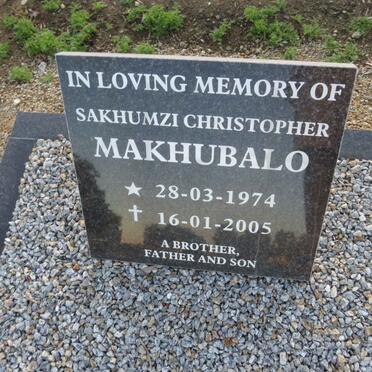 IN LOVING MEMORY OF
SAKHUMZI CHRISTOPHER
MAKHUBALO
★ 28-03-1974
✝ 16-01-2005
A BROTHER,
FATHER AND SON